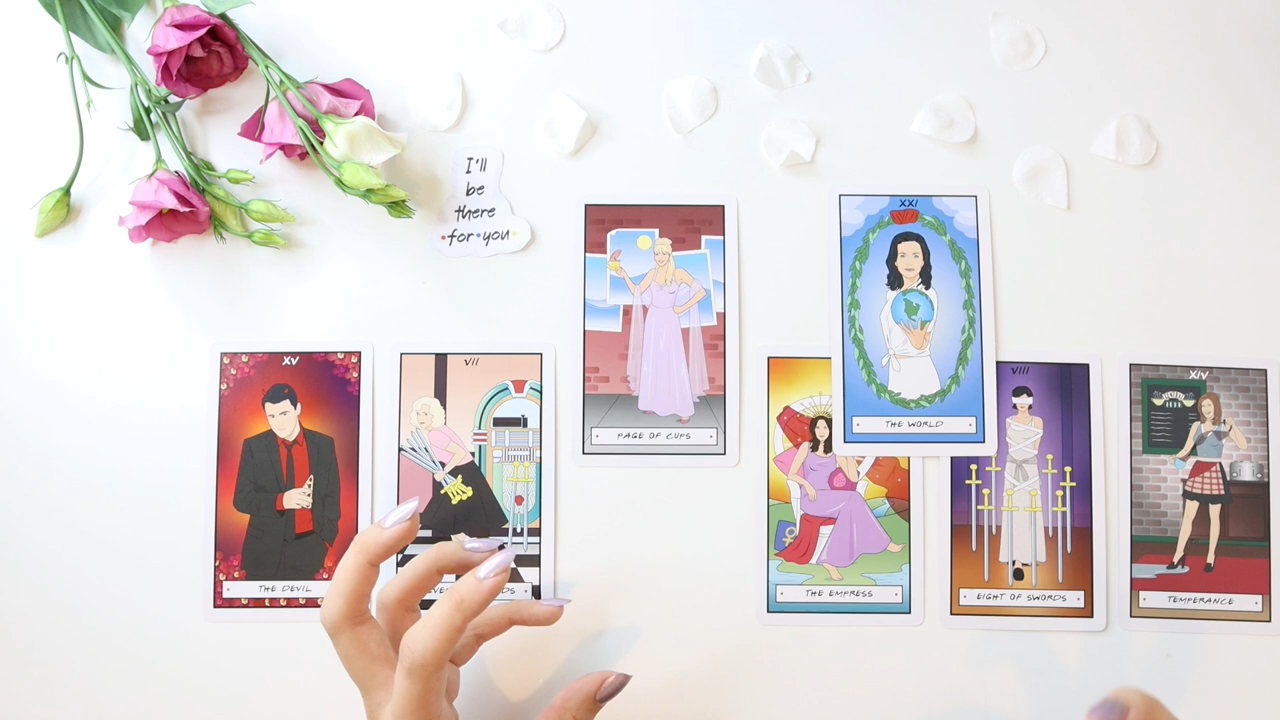 I'll
be
there
for you
PAGE OF CUPS
XXI
THE WORLD
XV
THE DEVIL
VII
THE EMPRESS
VIII
EIGHT OF SWORDS
XIV
TEMPERANCE